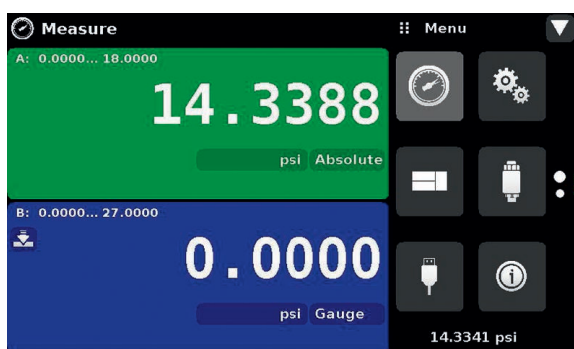 Measure
A: 0.0000... 18.0000
14.3388
psi Absolute
B: 0.0000... 27.0000
0.0000
psi Gauge
Menu
14.3341 psi